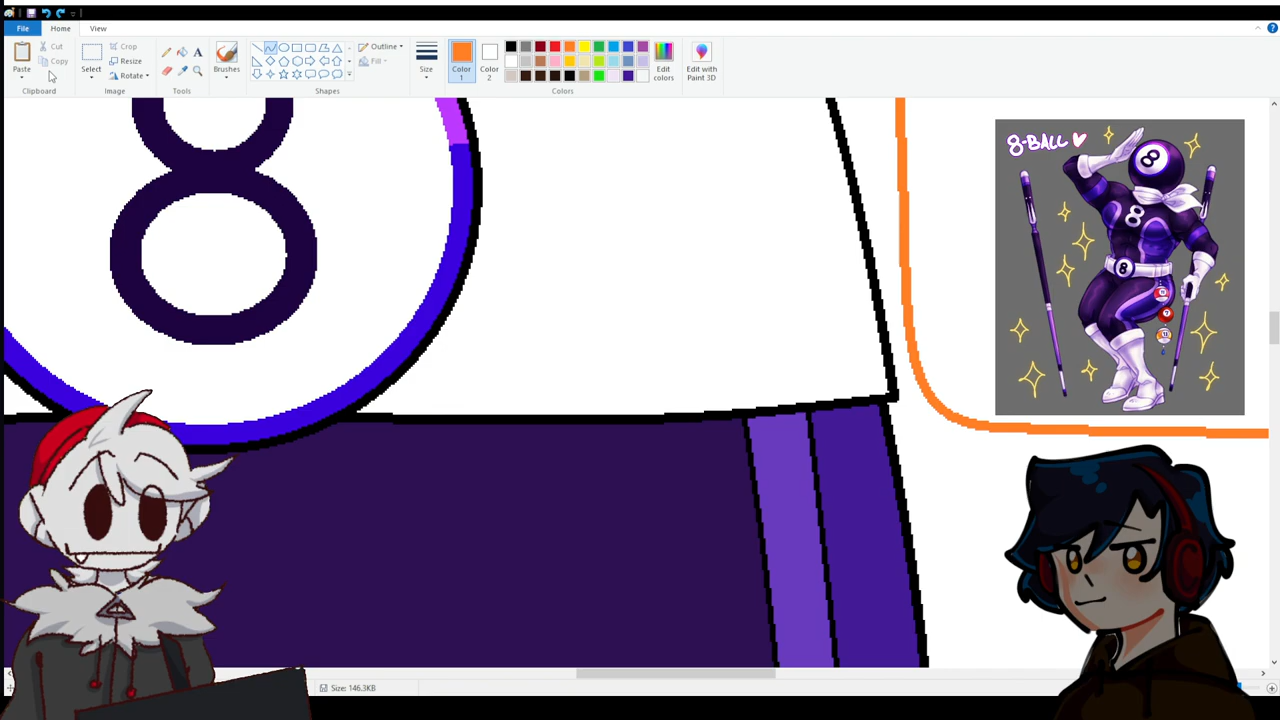 File Home View
Paste Cut Copy
Clipboard
Select Crop Resize Rotate
Image
Tools
Brushes
Outline Fill
Shapes
Size
Color 1
Color 2
Edit colors
Colors
Edit with Paint 3D
8-BALL
8
8
8
8
7
Size: 146.3KB